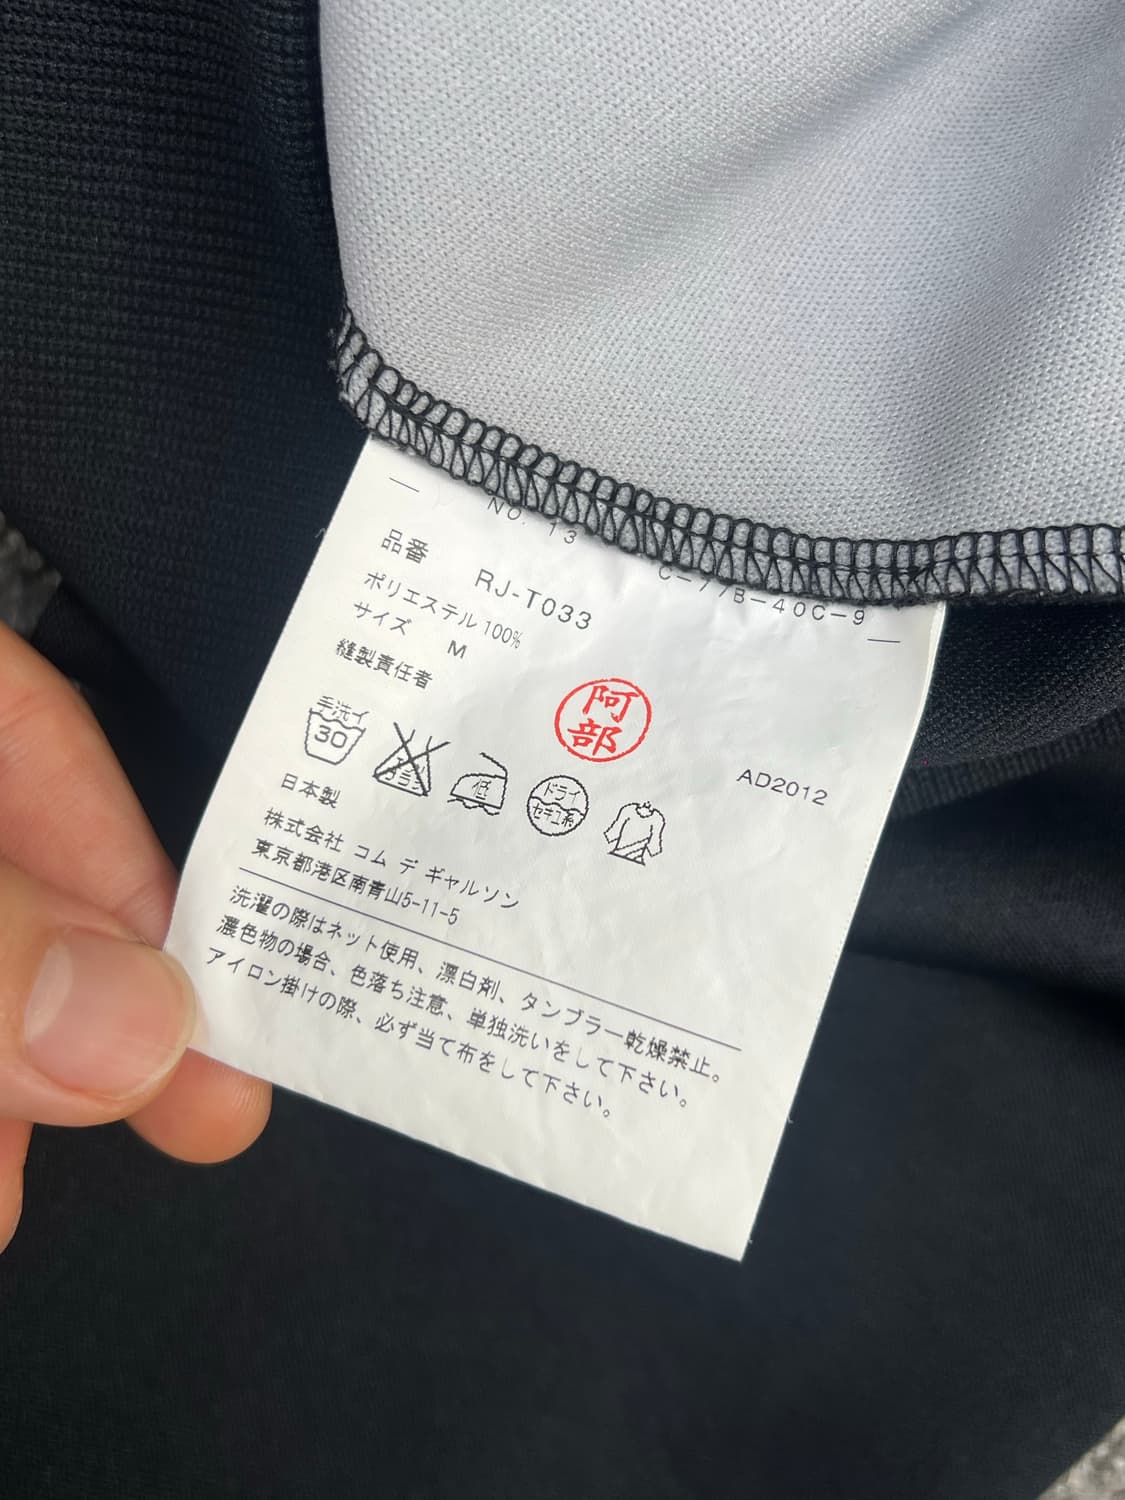 NO. 13
C-77B-40C-9
品番 RJ-T033
ポリエステル 100%
サイズ M
縫製責任者
阿部
手洗イ
30
低
ドライ
セキユ系
AD2012
日本製
株式会社 コム デ ギャルソン
東京都港区南青山5-11-5
洗濯の際はネット使用、漂白剤、タンブラー乾燥禁止。
濃色物の場合、色落ち注意、単独洗いをして下さい。
アイロン掛けの際、必ず当て布をして下さい。